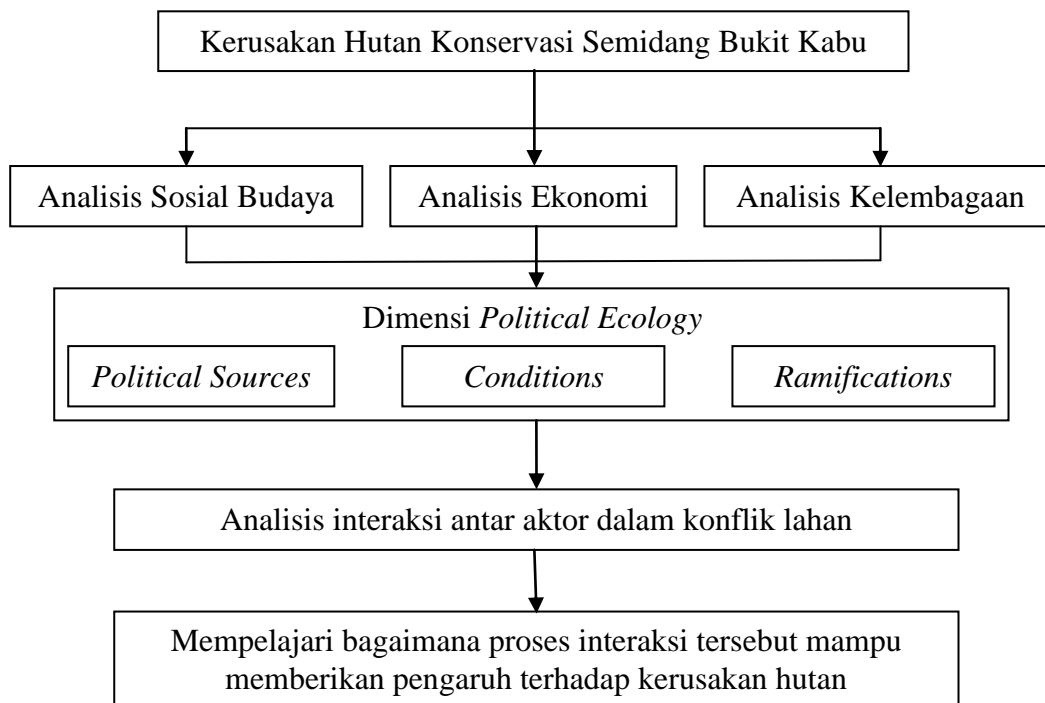 Kerusakan Hutan Konservasi Semidang Bukit Kabu
Analisis Sosial Budaya
Analisis Ekonomi
Analisis Kelembagaan
Dimensi Political Ecology
Political Sources
Conditions
Ramifications
Analisis interaksi antar aktor dalam konflik lahan
Mempelajari bagaimana proses interaksi tersebut mampu
memberikan pengaruh terhadap kerusakan hutan